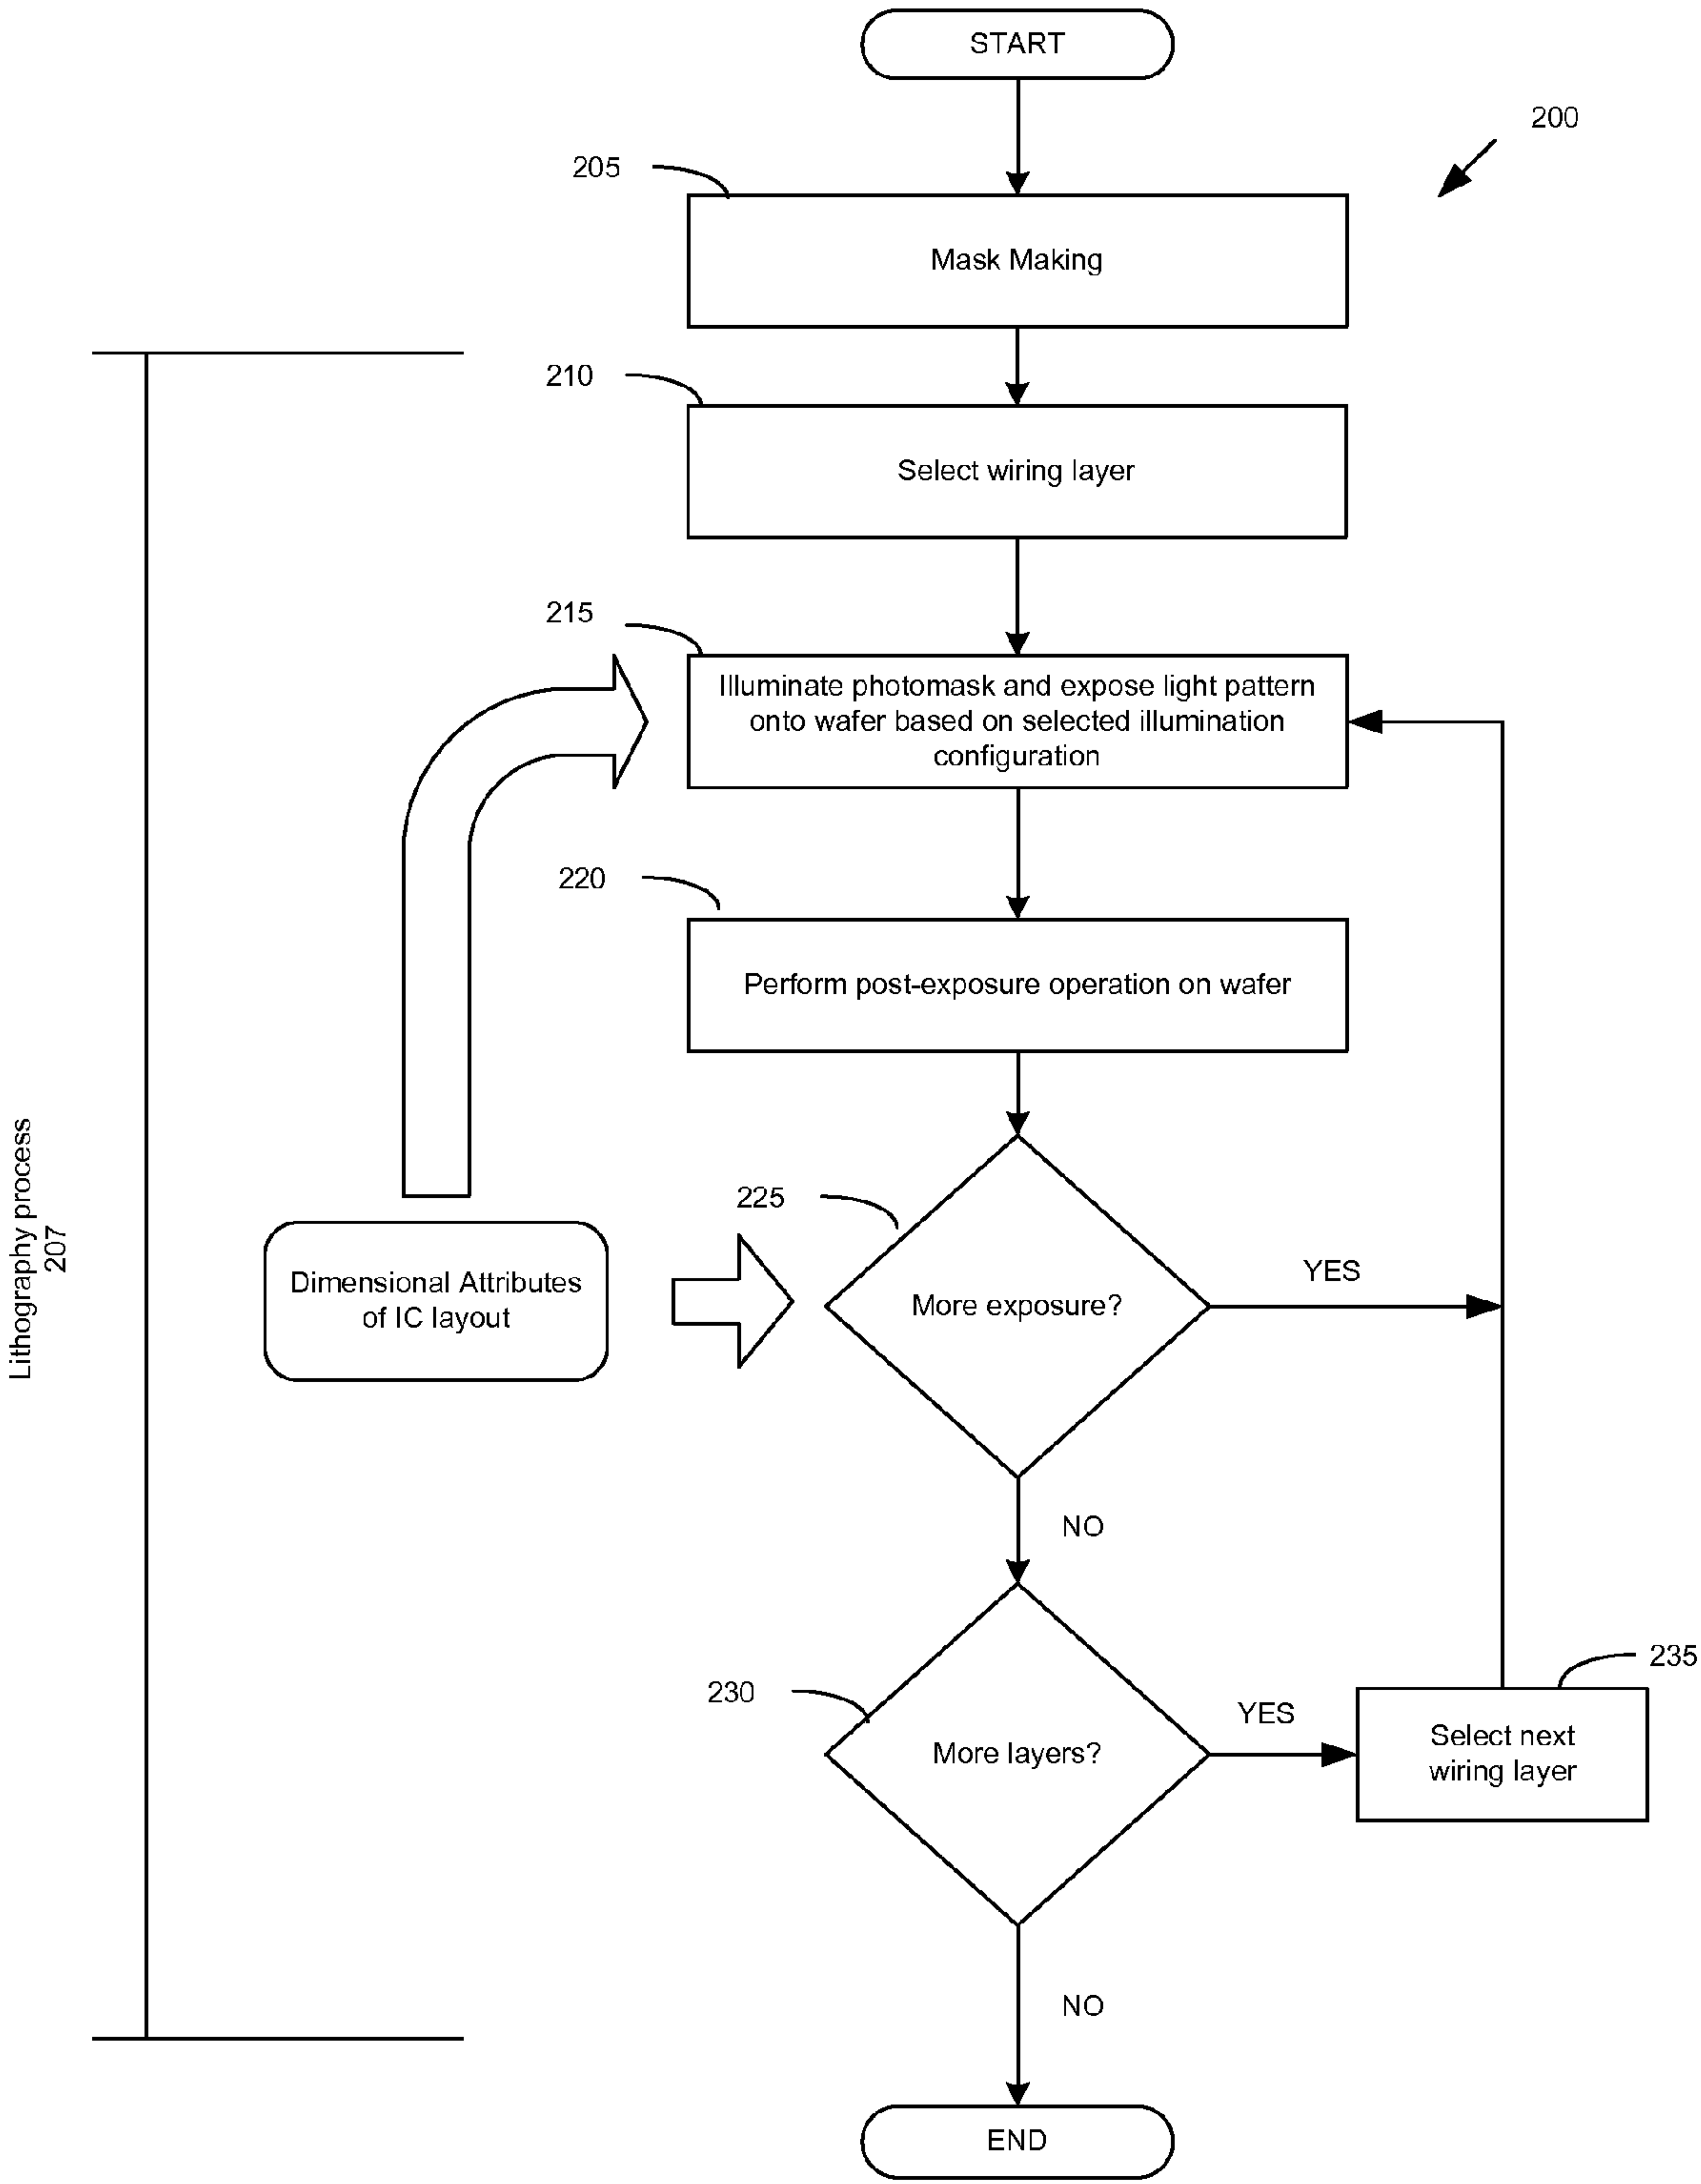 START
200
205
Mask Making
210
Select wiring layer
215
Illuminate photomask and expose light pattern
onto wafer based on selected illumination
configuration
220
Perform post-exposure operation on wafer
Lithography process
207
225
Dimensional Attributes
of IC layout
More exposure?
YES
NO
230
More layers?
YES
235
Select next
wiring layer
NO
END